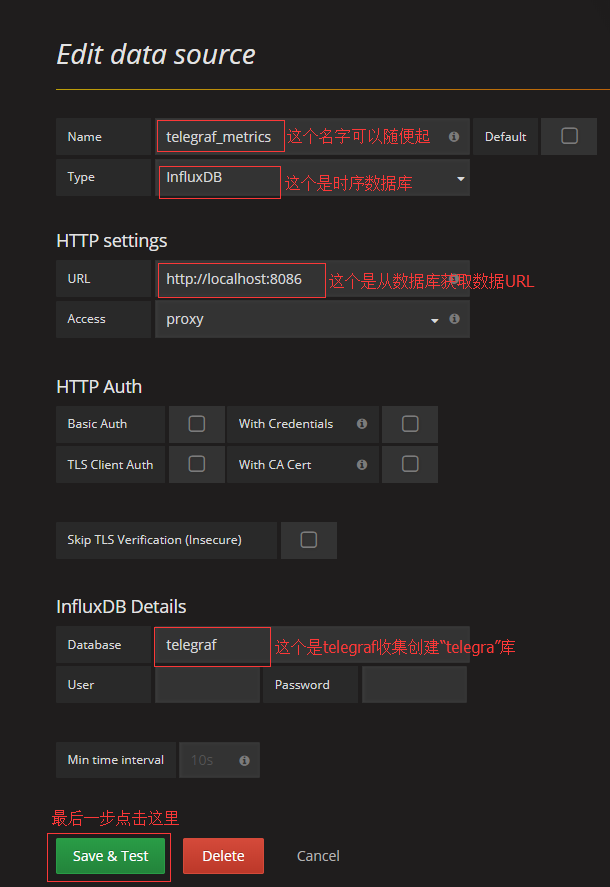 Edit data source
Name telegraf_metrics 这个名字可以随便起 Default
Type InfluxDB 这个是时序数据库
HTTP settings
URL http://localhost:8086 这个是从数据库获取数据URL
Access proxy
HTTP Auth
Basic Auth With Credentials
TLS Client Auth With CA Cert
Skip TLS Verification (Insecure)
InfluxDB Details
Database telegraf 这个是telegraf收集创建“telegra”库
User Password
Min time interval 10s
最后一步点击这里
Save & Test Delete Cancel